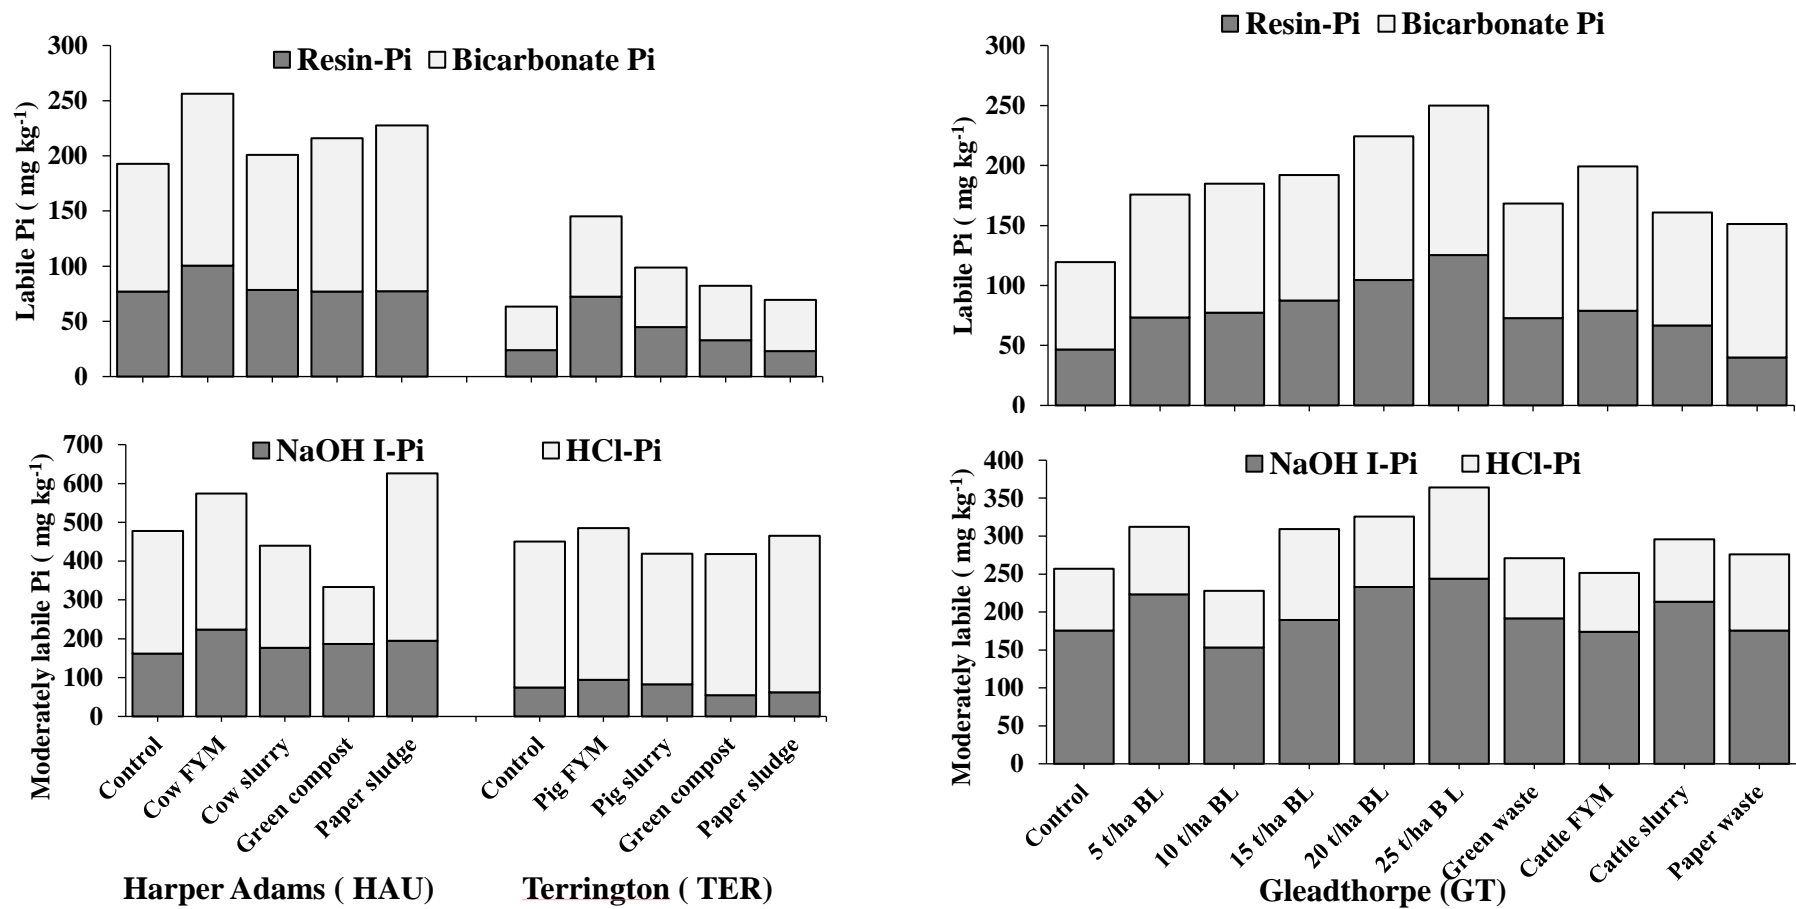 Resin-Pi Bicarbonate Pi
Labile Pi ( mg kg-1)
300
250
200
150
100
50
0
NaOH I-Pi HCl-Pi
Moderately labile Pi ( mg kg-1)
700
600
500
400
300
200
100
0
Control
Cow FYM
Cow slurry
Green compost
Paper sludge
Control
Pig FYM
Pig slurry
Green compost
Paper sludge
Harper Adams ( HAU)
Terrington ( TER)
Resin-Pi Bicarbonate Pi
Labile Pi ( mg kg-1)
300
250
200
150
100
50
0
NaOH I-Pi HCl-Pi
Moderately labile ( mg kg-1)
400
350
300
250
200
150
100
50
0
Control
5 t/ha BL
10 t/ha BL
15 t/ha BL
20 t/ha BL
25 t/ha B L
Green waste
Cattle FYM
Cattle slurry
Paper waste
Gleadthorpe (GT)